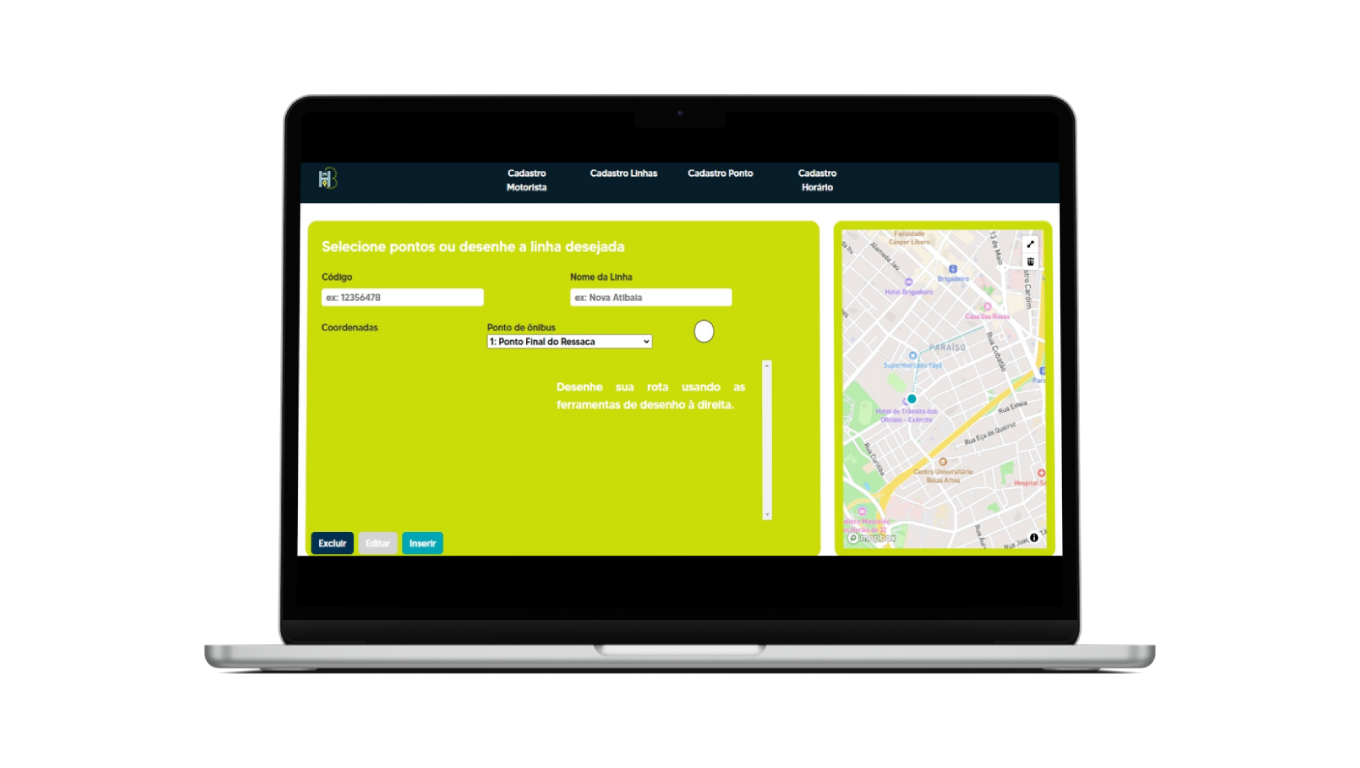 Cadastro
Motorista
Cadastro Linhas
Cadastro Ponto
Cadastro
Horário
Selecione pontos ou desenhe a linha desejada
Código
Nome da Linha
ex: 12356478
ex: Nova Atibaia
Coordenadas
Ponto de ônibus
1: Ponto Final do Ressaca
Desenhe sua rota usando as
ferramentas de desenho à direita.
Excluir
Editar
Inserir
Faculdade
Cásper Líbero
13 de Maio
Alameda Jaú
Brigadeiro
Hotel Brigadeiro
Casa das Rosas
Rua Cubatão
PARAÍSO
Supermercado Yaya
Hotel de Trânsito dos
Oficiais - Exército
Rua Estela
Rua Eça de Queiroz
Rua Curitiba
Centro Universitário
Belas Artes
Hospital
mapbox